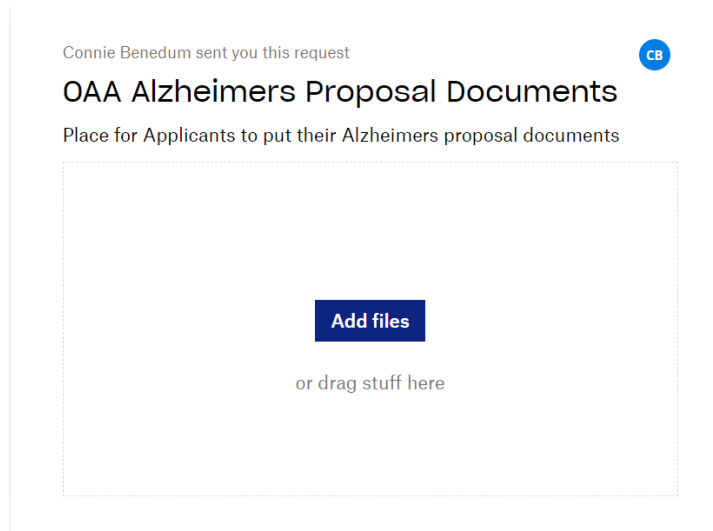 Connie Benedum sent you this request
CB
OAA Alzheimers Proposal Documents
Place for Applicants to put their Alzheimers proposal documents
Add files
or drag stuff here